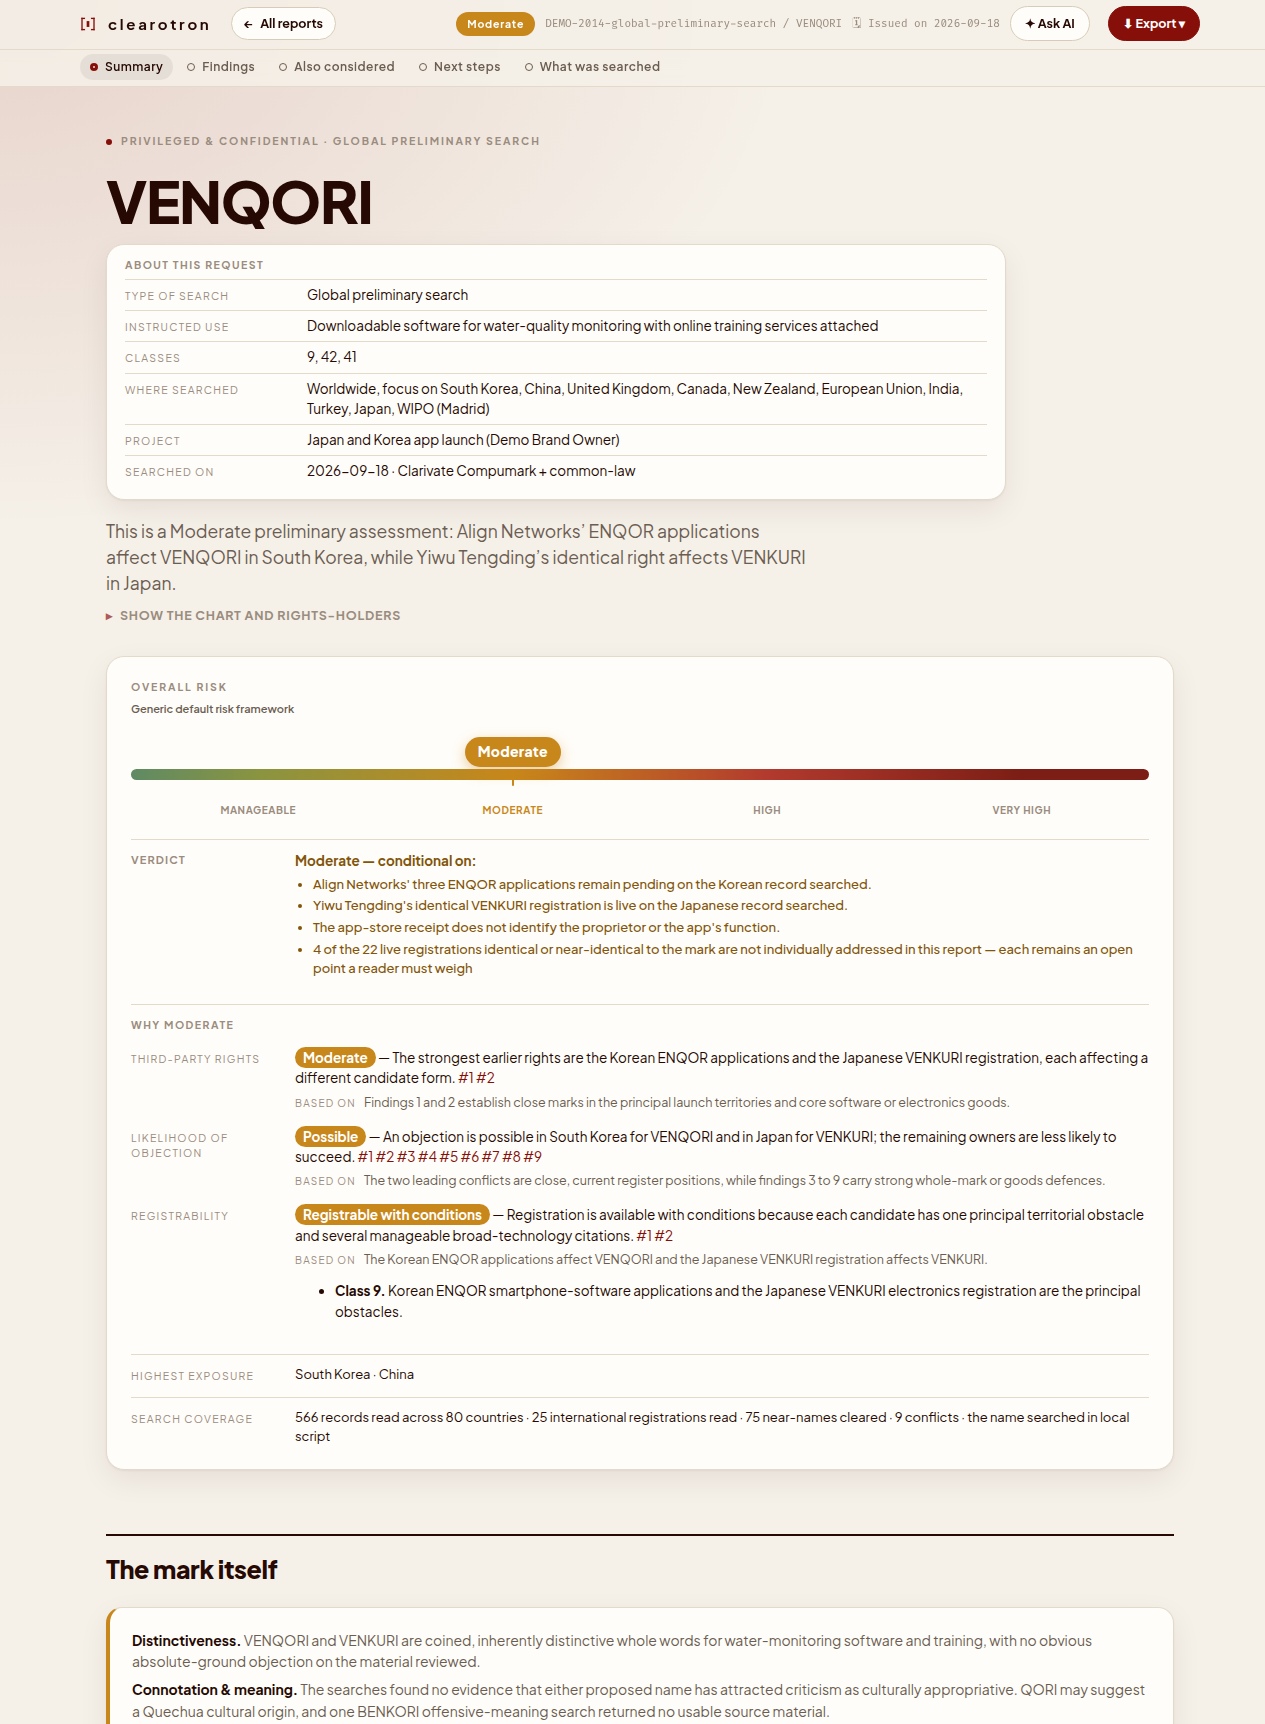 clearotron
← All reports
Moderate
DEMO-2014-global-preliminary-search / VENQORI
Issued on 2026-09-18
✦ Ask AI
⬇ Export ▾
Summary
Findings
Also considered
Next steps
What was searched
PRIVILEGED & CONFIDENTIAL · GLOBAL PRELIMINARY SEARCH
VENQORI
ABOUT THIS REQUEST
TYPE OF SEARCH Global preliminary search
INSTRUCTED USE Downloadable software for water-quality monitoring with online training services attached
CLASSES 9, 42, 41
WHERE SEARCHED Worldwide, focus on South Korea, China, United Kingdom, Canada, New Zealand, European Union, India,
Turkey, Japan, WIPO (Madrid)
PROJECT Japan and Korea app launch (Demo Brand Owner)
SEARCHED ON 2026-09-18 · Clarivate Compumark + common-law
This is a Moderate preliminary assessment: Align Networks’ ENQOR applications
affect VENQORI in South Korea, while Yiwu Tengding’s identical right affects VENKURI
in Japan.
▸ SHOW THE CHART AND RIGHTS-HOLDERS
OVERALL RISK
Generic default risk framework
Moderate
MANAGEABLE
MODERATE
HIGH
VERY HIGH
VERDICT
Moderate — conditional on:
• Align Networks' three ENQOR applications remain pending on the Korean record searched.
• Yiwu Tengding's identical VENKURI registration is live on the Japanese record searched.
• The app-store receipt does not identify the proprietor or the app's function.
• 4 of the 22 live registrations identical or near-identical to the mark are not individually addressed in this report — each remains an open
point a reader must weigh
WHY MODERATE
THIRD-PARTY RIGHTS
Moderate — The strongest earlier rights are the Korean ENQOR applications and the Japanese VENKURI registration, each affecting a
different candidate form. #1 #2
BASED ON Findings 1 and 2 establish close marks in the principal launch territories and core software or electronics goods.
LIKELIHOOD OF
OBJECTION
Possible — An objection is possible in South Korea for VENQORI and in Japan for VENKURI; the remaining owners are less likely to
succeed. #1 #2 #3 #4 #5 #6 #7 #8 #9
BASED ON The two leading conflicts are close, current register positions, while findings 3 to 9 carry strong whole-mark or goods defences.
REGISTRABILITY
Registrable with conditions — Registration is available with conditions because each candidate has one principal territorial obstacle
and several manageable broad-technology citations. #1 #2
BASED ON The Korean ENQOR applications affect VENQORI and the Japanese VENKURI registration affects VENKURI.
• Class 9. Korean ENQOR smartphone-software applications and the Japanese VENKURI electronics registration are the principal
obstacles.
HIGHEST EXPOSURE South Korea · China
SEARCH COVERAGE 566 records read across 80 countries · 25 international registrations read · 75 near-names cleared · 9 conflicts · the name searched in local
script
The mark itself
Distinctiveness. VENQORI and VENKURI are coined, inherently distinctive whole words for water-monitoring software and training, with no obvious
absolute-ground objection on the material reviewed.
Connotation & meaning. The searches found no evidence that either proposed name has attracted criticism as culturally appropriative. QORI may suggest
a Quechua cultural origin, and one BENKORI offensive-meaning search returned no usable source material.